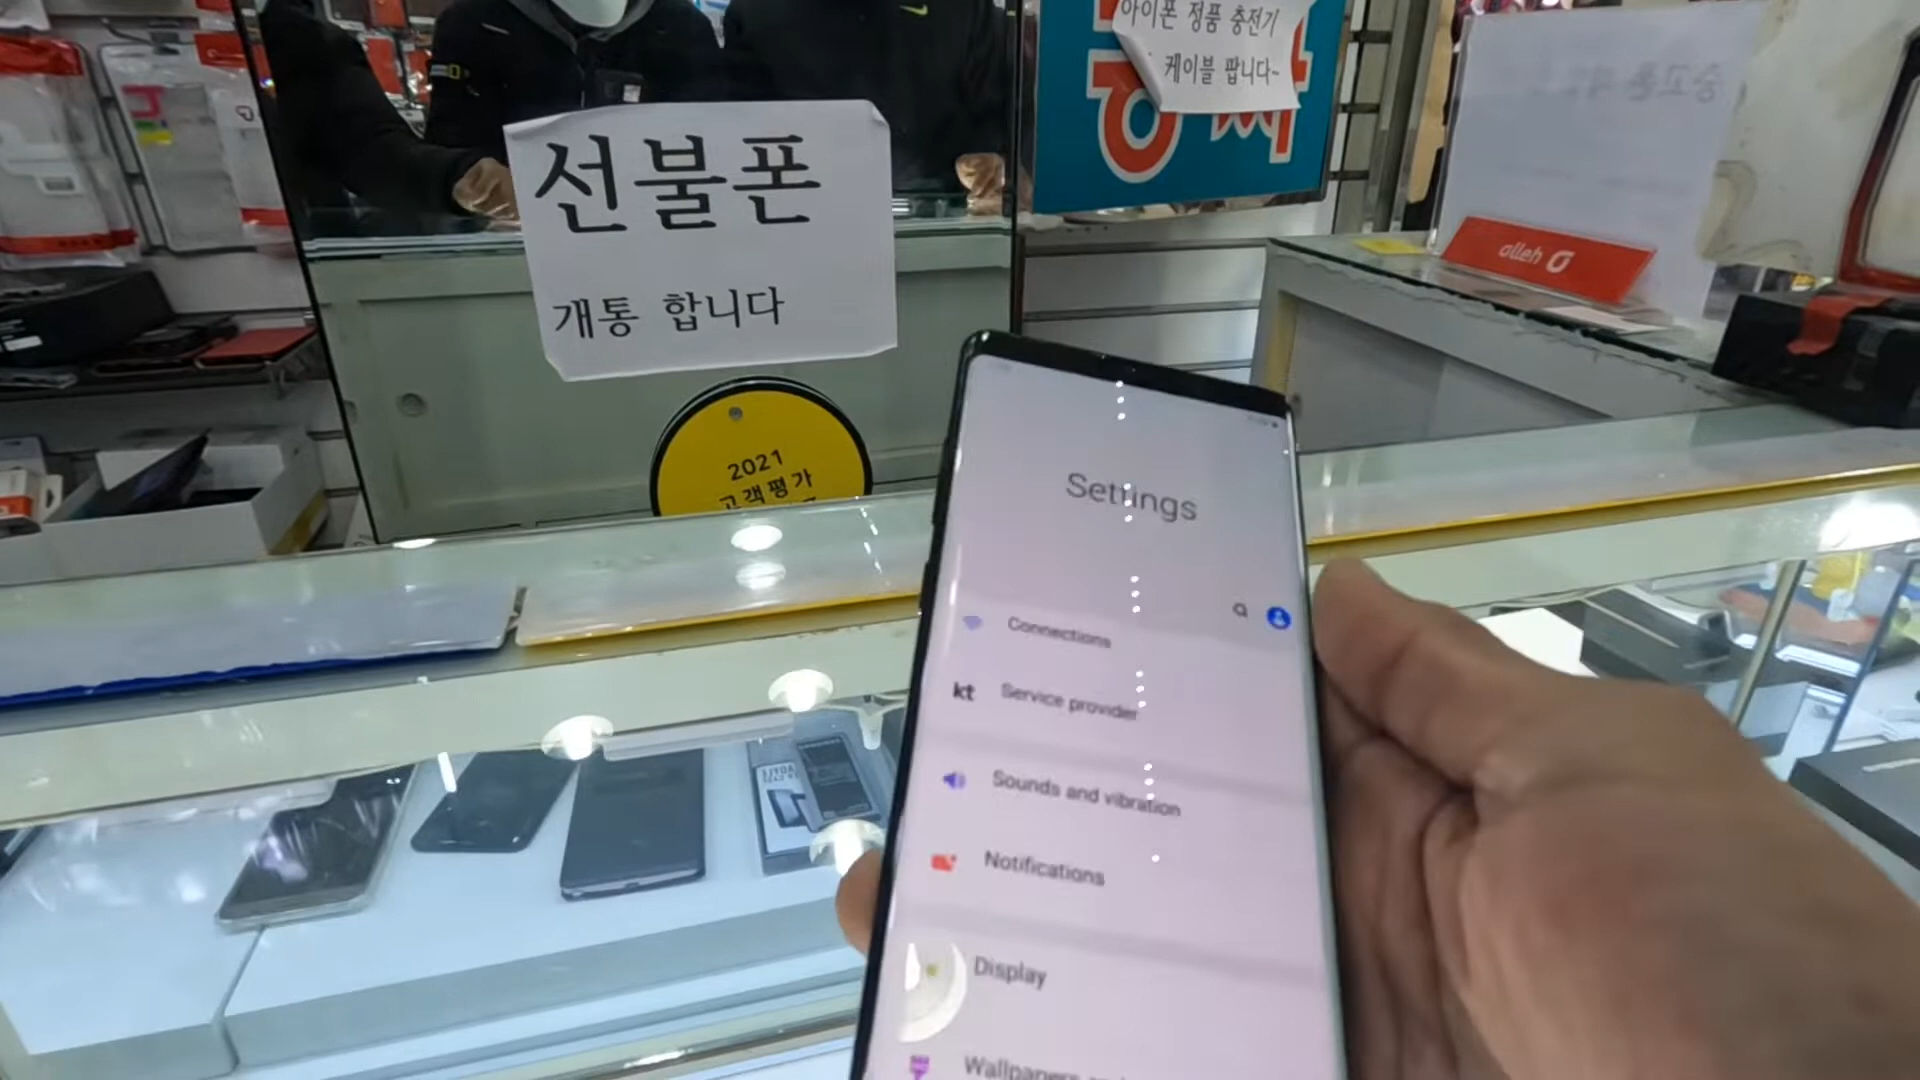 아이폰 정품 충전기
케이블 팝니다~
선불폰
개통 합니다
olleh
2021
고객평가
Settings
Connections
kt Service provider
Sounds and vibration
Notifications
Display
Wallpapers